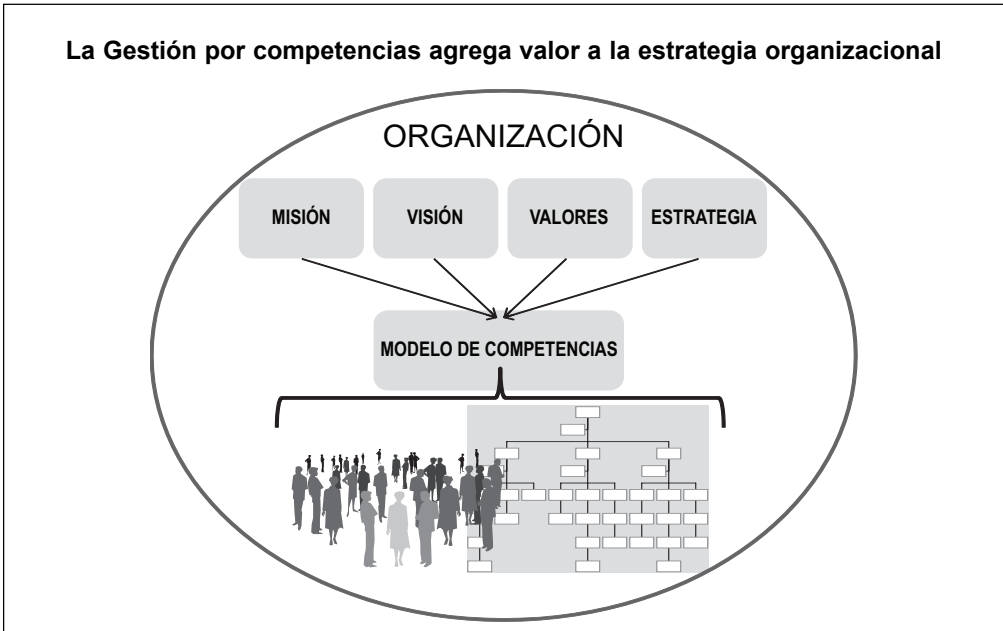 La Gestión por competencias agrega valor a la estrategia organizacional
ORGANIZACIÓN
MISIÓN
VISIÓN
VALORES
ESTRATEGIA
MODELO DE COMPETENCIAS